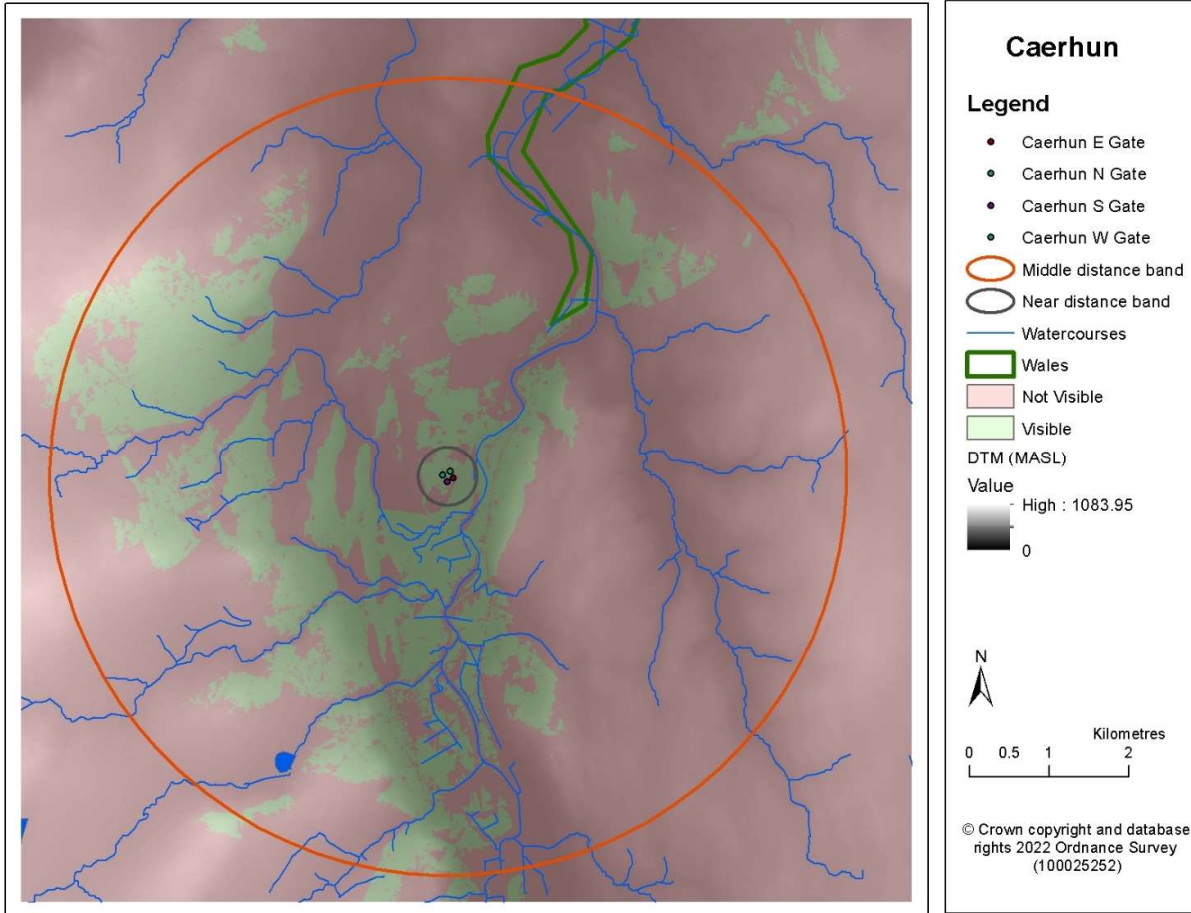 Caerhun
Legend
Caerhun E Gate
Caerhun N Gate
Caerhun S Gate
Caerhun W Gate
Middle distance band
Near distance band
Watercourses
Wales
Not Visible
Visible
DTM (MASL)
Value
High : 1083.95
0
N
Kilometres
0 0.5 1 2
© Crown copyright and database
rights 2022 Ordnance Survey
(100025252)